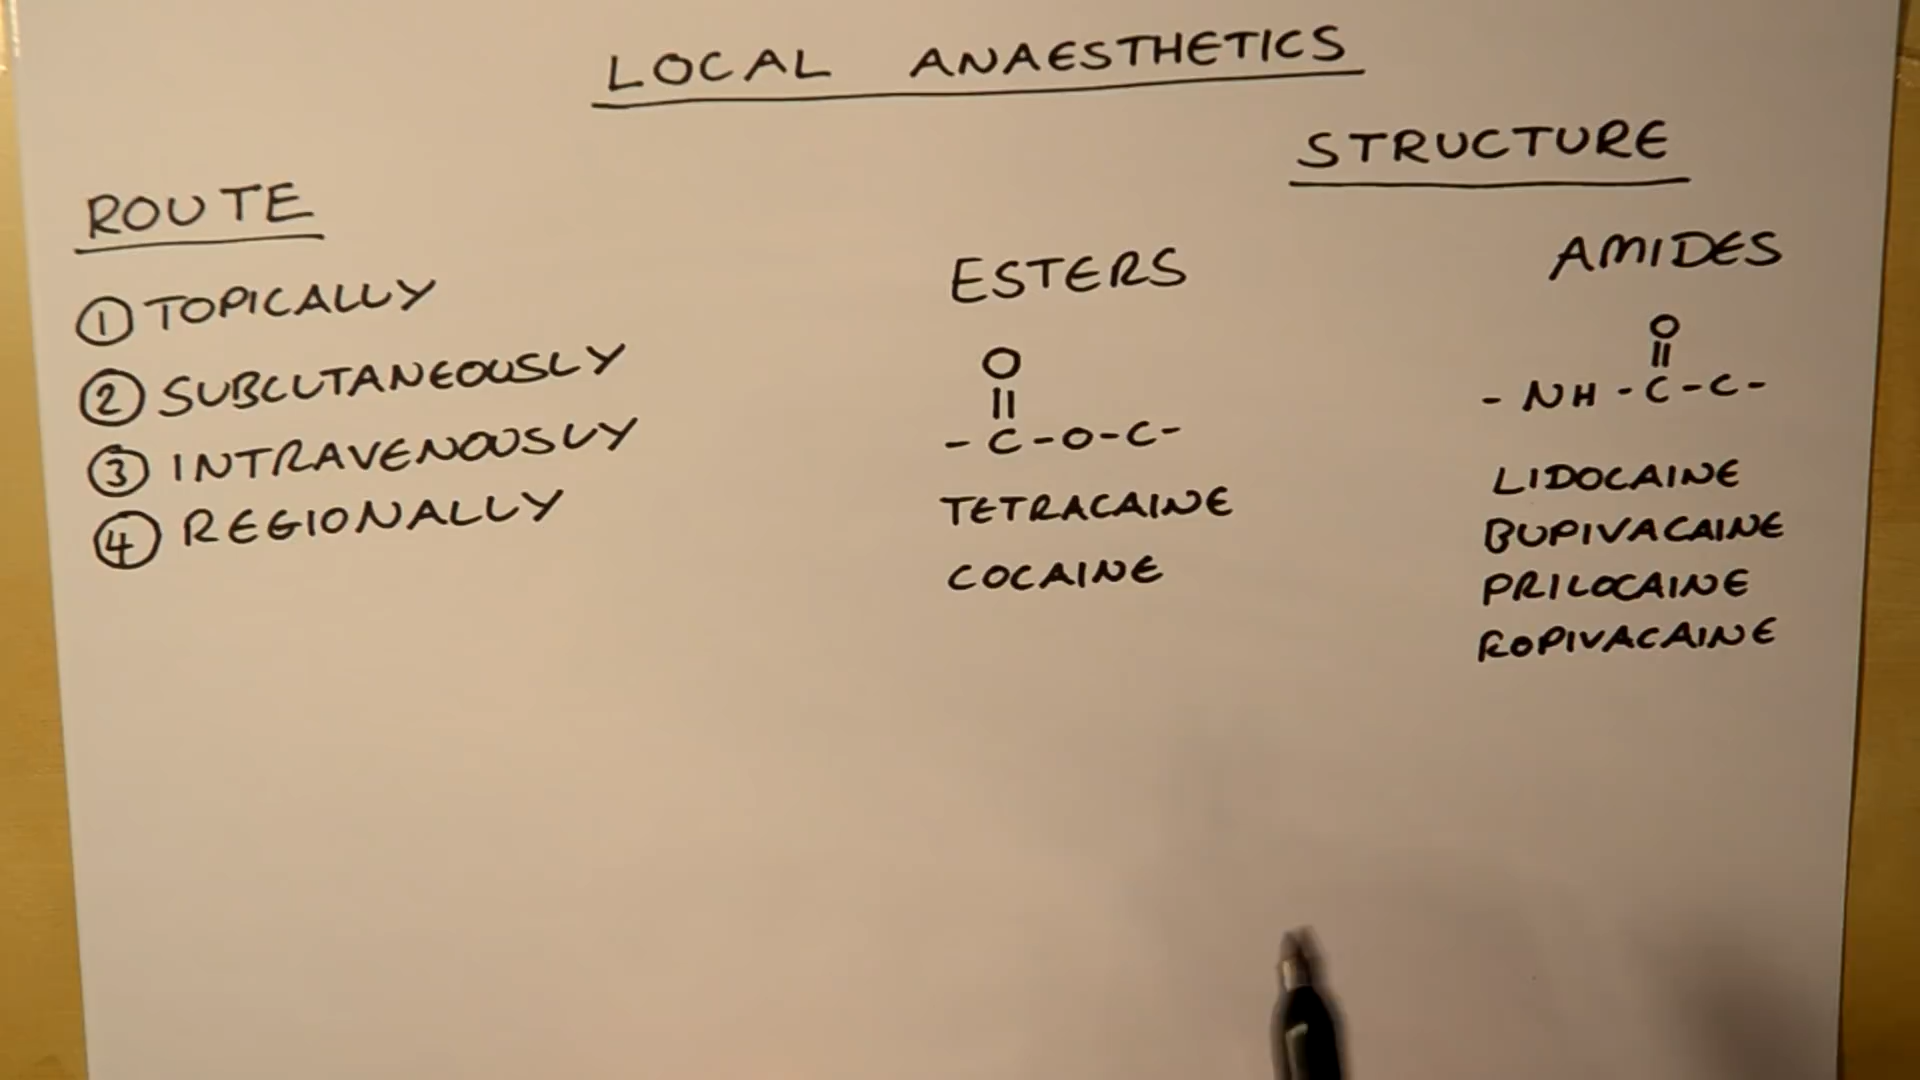 LOCAL ANAESTHETICS
STRUCTURE
ROUTE
① TOPICALLY
② SUBCUTANEOUSLY
③ INTRAVENOUSLY
④ REGIONALLY
ESTERS
O
||
- C - O - C -
TETRACAINE
COCAINE
AMIDES
O
||
- NH - C - C -
LIDOCAINE
BUPIVACAINE
PRILOCAINE
ROPIVACAINE